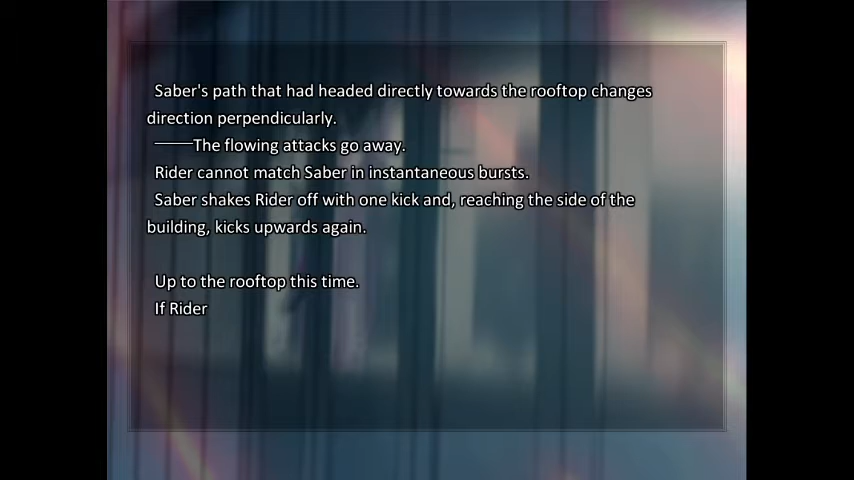 Saber's path that had headed directly towards the rooftop changes
direction perpendicularly.
―――The flowing attacks go away.
Rider cannot match Saber in instantaneous bursts.
Saber shakes Rider off with one kick and, reaching the side of the
building, kicks upwards again.
Up to the rooftop this time.
If Rider